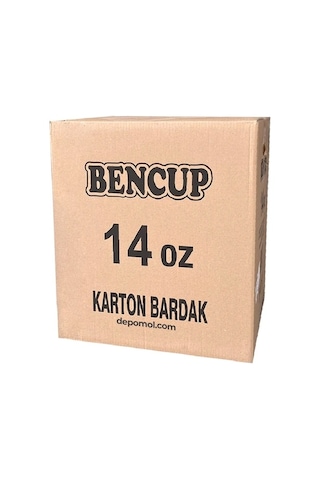 BENCUP
14 oz
KARTON BARDAK
depomol.com